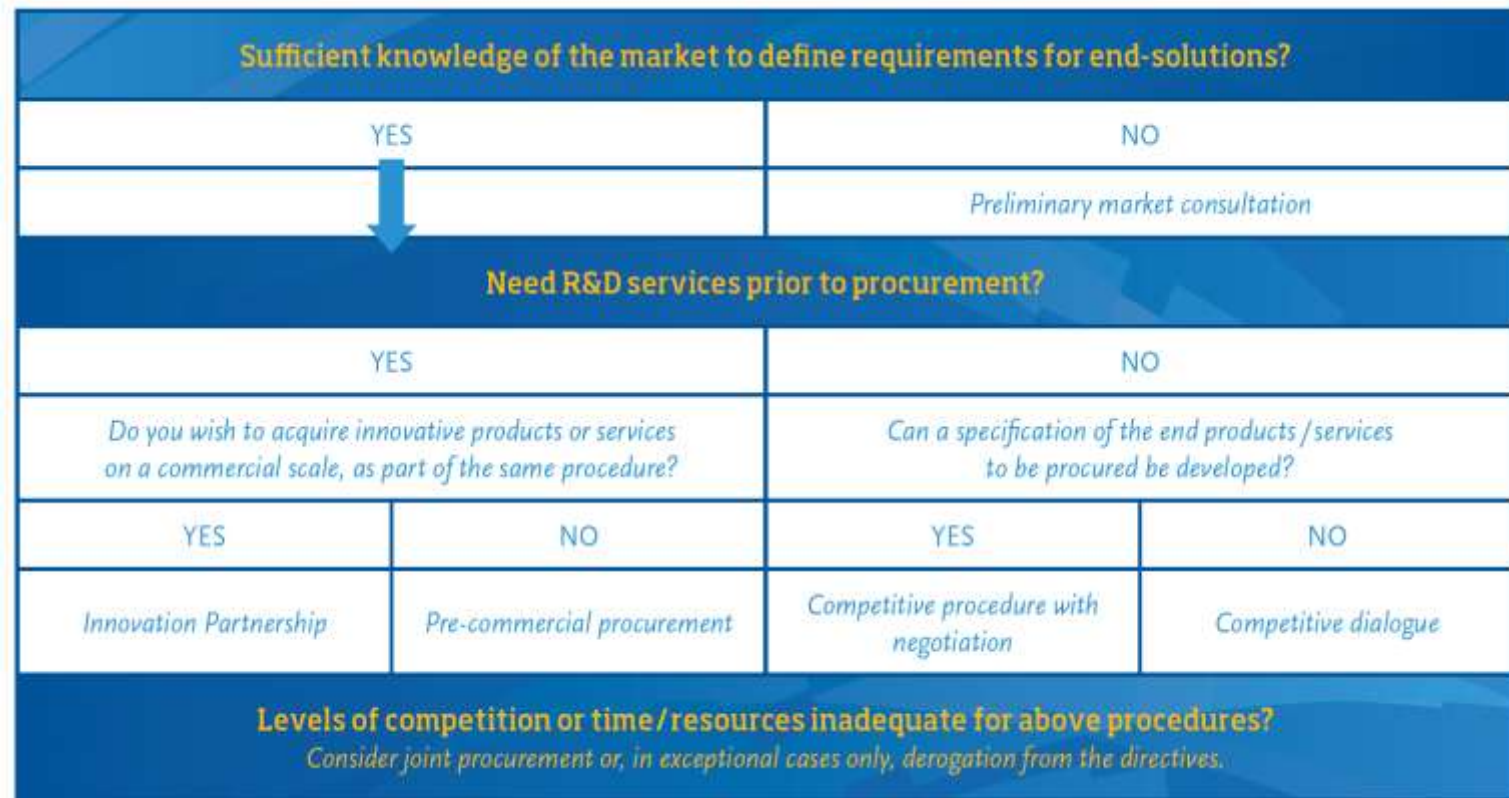 Sufficient knowledge of the market to define requirements for end-solutions?
YES
NO
Preliminary market consultation
Need R&D services prior to procurement?
YES
NO
Do you wish to acquire innovative products or services
on a commercial scale, as part of the same procedure?
Can a specification of the end products / services
to be procured be developed?
YES
NO
YES
NO
Innovation Partnership
Pre-commercial procurement
Competitive procedure with
negotiation
Competitive dialogue
Levels of competition or time/resources inadequate for above procedures?
Consider joint procurement or, in exceptional cases only, derogation from the directives.